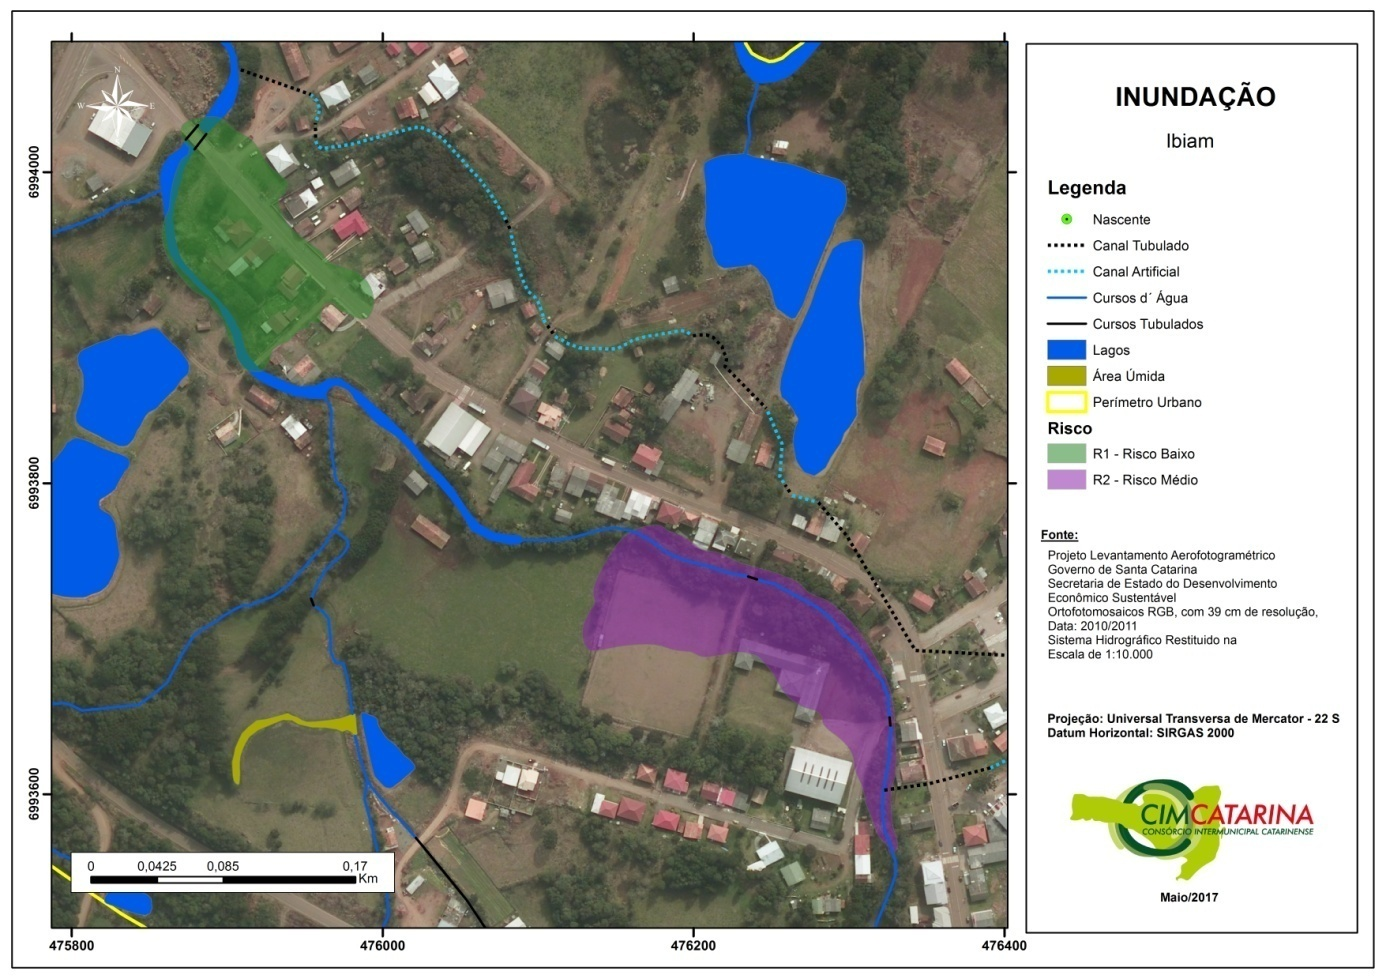 INUNDAÇÃO
Ibiam
Legenda
Nascente
Canal Tubulado
Canal Artificial
Cursos d´ Água
Cursos Tubulados
Lagos
Área Úmida
Perímetro Urbano
Risco
R1 - Risco Baixo
R2 - Risco Médio
Fonte:
Projeto Levantamento Aerofotogramétrico
Governo de Santa Catarina
Secretaria de Estado do Desenvolvimento
Econômico Sustentável
Ortofotomosaicos RGB, com 39 cm de resolução,
Data: 2010/2011
Sistema Hidrográfico Restituido na
Escala de 1:10.000
Projeção: Universal Transversa de Mercator - 22 S
Datum Horizontal: SIRGAS 2000
CIMCATARINA
CONSÓRCIO INTERMUNICIPAL CATARINENSE
Maio/2017
N
W E
S
6994000
6993800
6993600
0 0,0425 0,085 0,17
Km
475800 476000 476200 476400